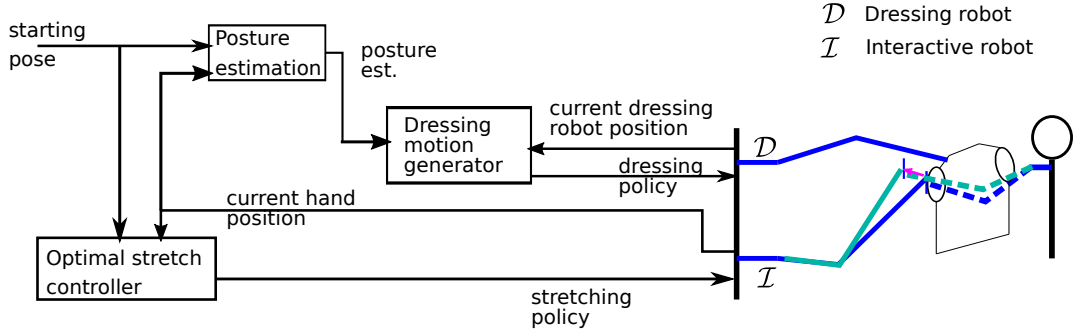 starting
pose
Posture
estimation
posture
est.
𝒟 Dressing robot
ℐ Interactive robot
Dressing
motion
generator
current dressing
robot position
dressing
policy
𝒟
current hand
position
Optimal stretch
controller
stretching
policy
ℐ